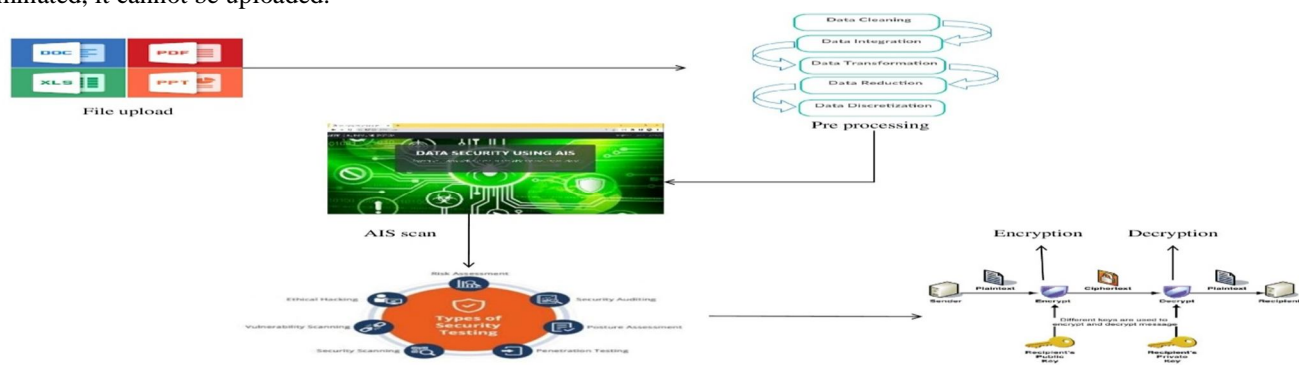 minated, it cannot be uploaded.
DOC
PDF
XLS
PPT
File upload
Data Cleaning
Data Integration
Data Transformation
Data Reduction
Data Discretization
Pre processing
DATA SECURITY USING AIS
AIS scan
Risk Assessment
Ethical Hacking
Security Auditing
Vulnerability Scanning
Types of
Security
Testing
Posture Assessment
Security Scanning
Penetration Testing
Encryption
Decryption
Plaintext
Ciphertext
Plaintext
Sender
Encrypt
Decrypt
Recipient
Different keys are used to
encrypt and decrypt message
Recipient's
Public
Key
Recipient's
Private
Key